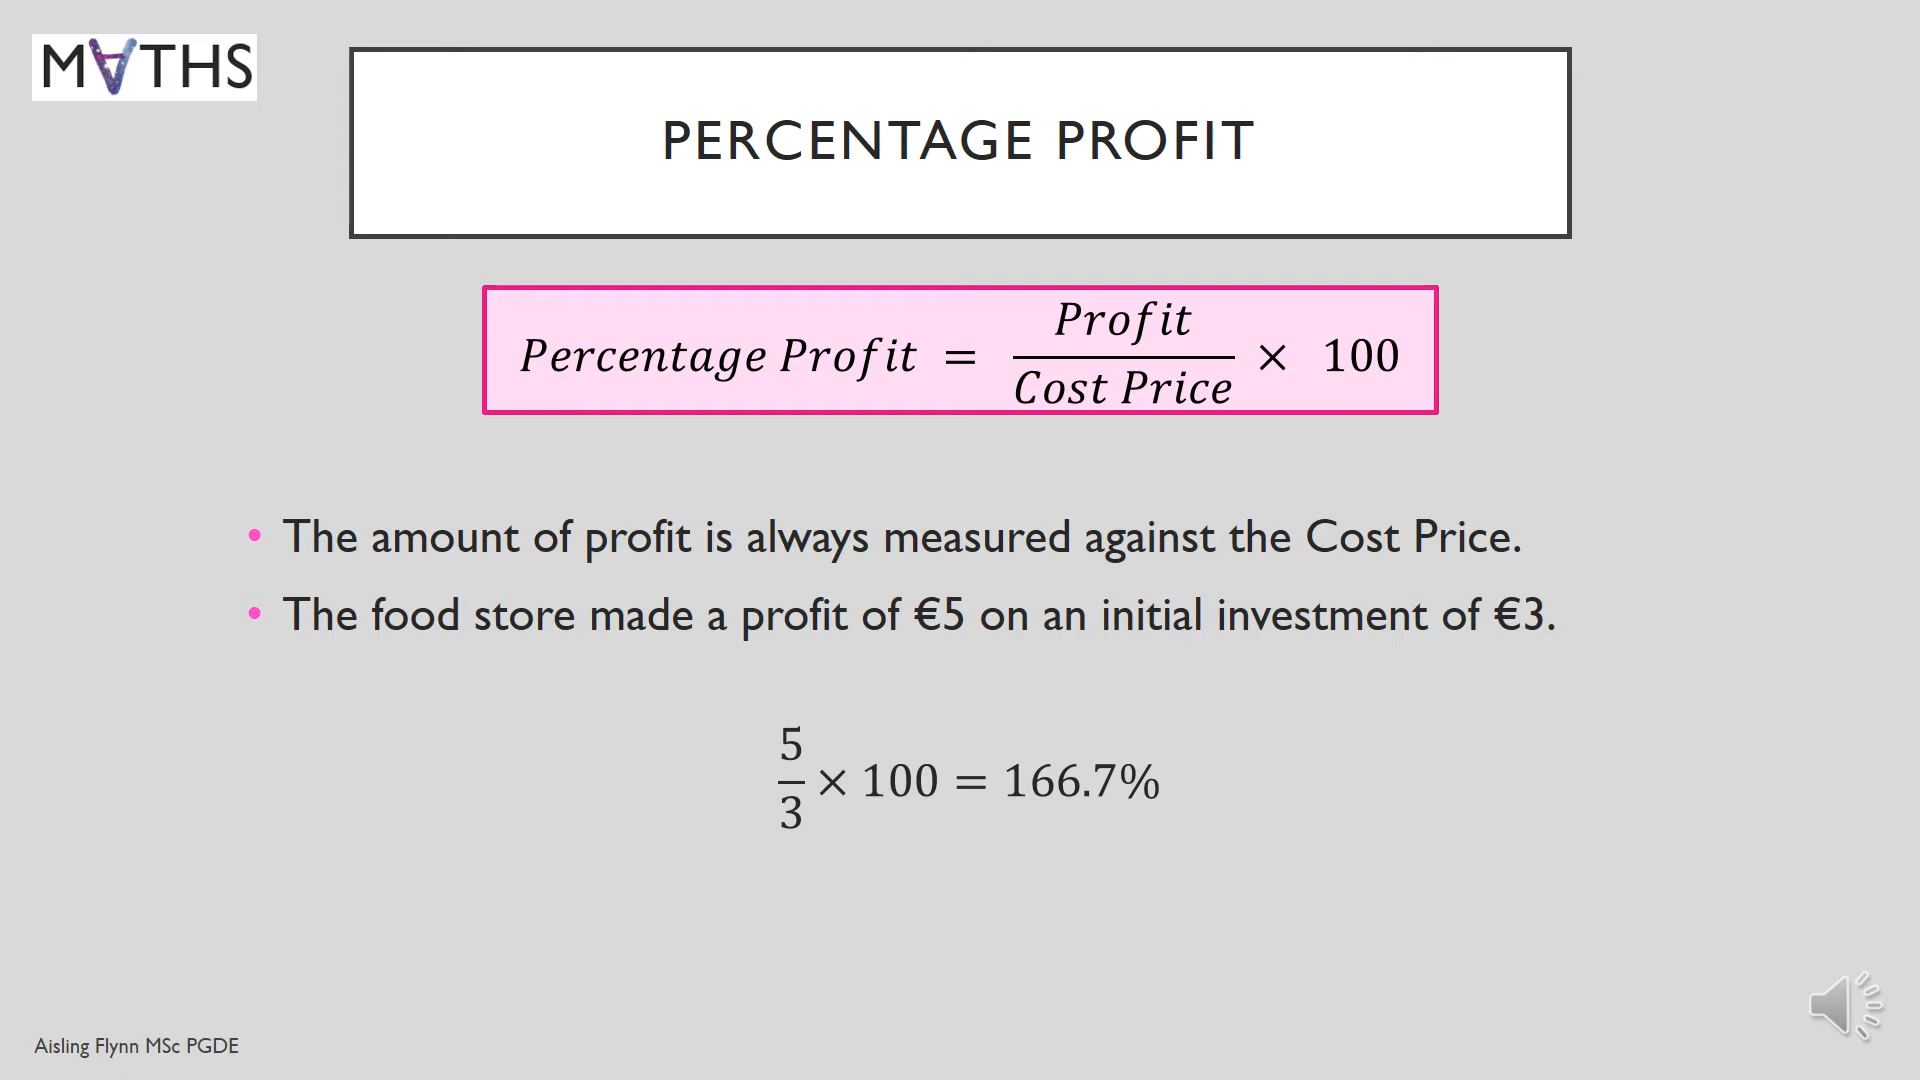 M∀THS
PERCENTAGE PROFIT
Percentage Profit = Profit / Cost Price × 100
• The amount of profit is always measured against the Cost Price.
• The food store made a profit of €5 on an initial investment of €3.
5/3 × 100 = 166.7%
Aisling Flynn MSc PGDE